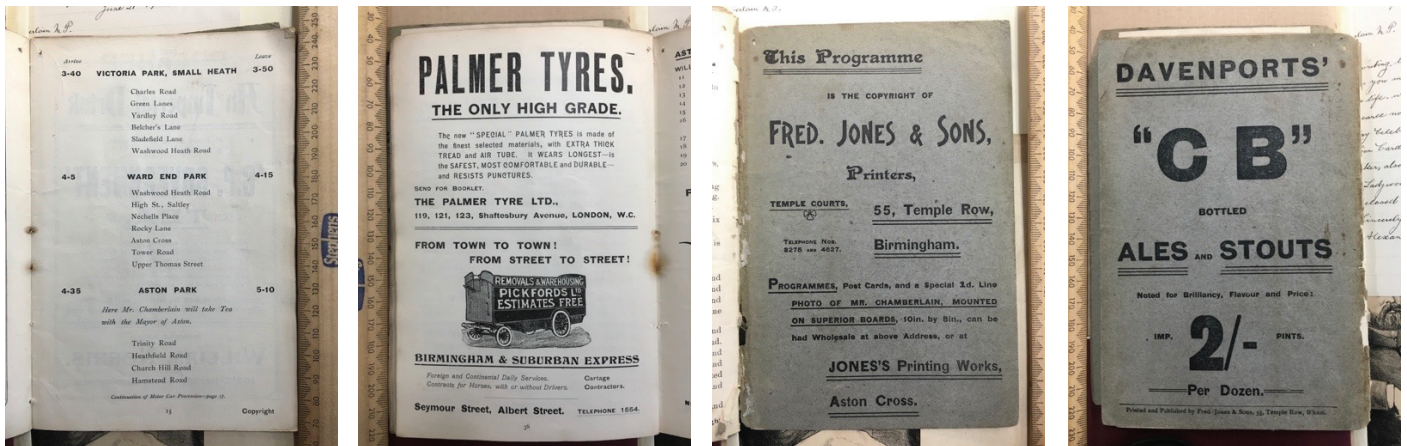 Arrive Leave
3-40 VICTORIA PARK, SMALL HEATH 3-50
Charles Road
Green Lanes
Yardley Road
Belcher's Lane
Sladefield Lane
Washwood Heath Road
4-5 WARD END PARK 4-15
Washwood Heath Road
High St., Saltley
Nechells Place
Rocky Lane
Aston Cross
Tower Road
Upper Thomas Street
4-35 ASTON PARK 5-10
Here Mr. Chamberlain will take Tea
with the Mayor of Aston.
Trinity Road
Heathfield Road
Church Hill Road
Hamstead Road
Continuation of Motor Car Procession—page 17.
15 Copyright
Stephens
PALMER TYRES.
THE ONLY HIGH GRADE.
The new "SPECIAL" PALMER TYRES is made of
the finest selected materials, with EXTRA THICK
TREAD and AIR TUBE. It WEARS LONGEST—is
the SAFEST, MOST COMFORTABLE and DURABLE—
and RESISTS PUNCTURES.
SEND FOR BOOKLET.
THE PALMER TYRE LTD.,
119, 121, 123, Shaftesbury Avenue, LONDON, W.C.
FROM TOWN TO TOWN!
FROM STREET TO STREET!
REMOVALS & WAREHOUSING
PICKFORDS LTD
ESTIMATES FREE
BIRMINGHAM & SUBURBAN EXPRESS
Foreign and Continental Daily Services. Cartage
Contracts for Horses, with or without Drivers. Contractors.
Seymour Street, Albert Street. TELEPHONE 1554.
36
This Programme
IS THE COPYRIGHT OF
FRED. JONES & SONS,
Printers,
TEMPLE COURTS, 55, Temple Row,
TELEPHONE NOS. Birmingham.
5276 AND 4627.
PROGRAMMES, Post Cards, and a Special 1d. Line
PHOTO OF MR. CHAMBERLAIN, MOUNTED
ON SUPERIOR BOARDS, 10in. by 8in., can be
had Wholesale at above Address, or at
JONES'S Printing Works,
Aston Cross.
DAVENPORTS'
"CB"
BOTTLED
ALES AND STOUTS
Noted for Brilliancy, Flavour and Price:
IMP. 2/- PINTS.
Per Dozen.
Printed and Published by Fred. Jones & Sons, 55, Temple Row, B'ham.